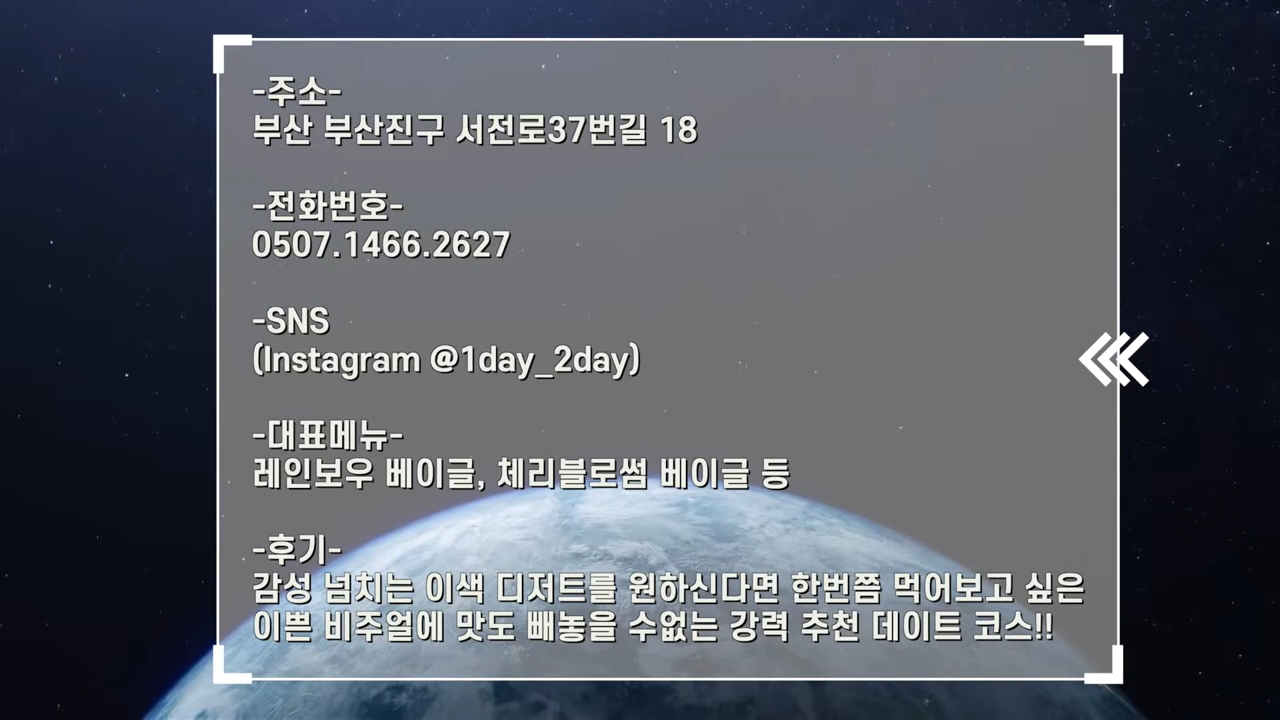 -주소-
부산 부산진구 서전로37번길 18
-전화번호-
0507.1466.2627
-SNS
(Instagram @1day_2day)
-대표메뉴-
레인보우 베이글, 체리블로썸 베이글 등
-후기-
감성 넘치는 이색 디저트를 원하신다면 한번쯤 먹어보고 싶은
이쁜 비주얼에 맛도 빼놓을 수없는 강력 추천 데이트 코스!!